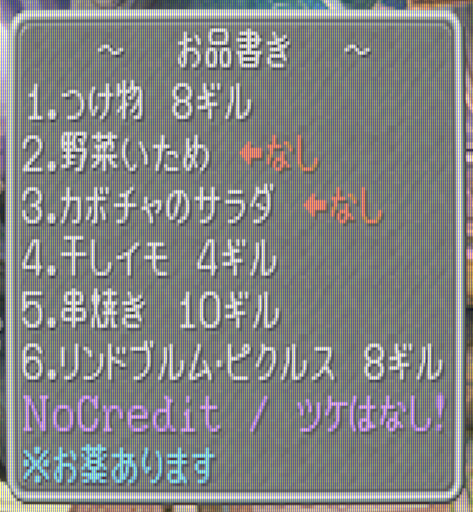 ～ お品書き ～
1.つけ物 8ギル
2.野菜いため ←なし
3.カボチャのサラダ ←なし
4.干しイモ 4ギル
5.串焼き 10ギル
6.リンドブルム・ピクルス 8ギル
NoCredit / ツケはなし!
※お薬あります